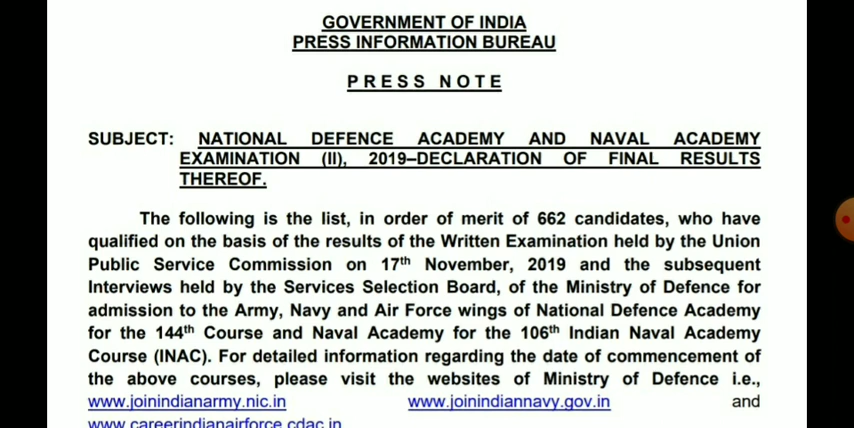 GOVERNMENT OF INDIA
PRESS INFORMATION BUREAU
PRESS NOTE
SUBJECT: NATIONAL DEFENCE ACADEMY AND NAVAL ACADEMY
EXAMINATION (II), 2019–DECLARATION OF FINAL RESULTS
THEREOF.
The following is the list, in order of merit of 662 candidates, who have
qualified on the basis of the results of the Written Examination held by the Union
Public Service Commission on 17th November, 2019 and the subsequent
Interviews held by the Services Selection Board, of the Ministry of Defence for
admission to the Army, Navy and Air Force wings of National Defence Academy
for the 144th Course and Naval Academy for the 106th Indian Naval Academy
Course (INAC). For detailed information regarding the date of commencement of
the above courses, please visit the websites of Ministry of Defence i.e.,
www.joinindianarmy.nic.in www.joinindiannavy.gov.in and
www.careerindianairforce.cdac.in